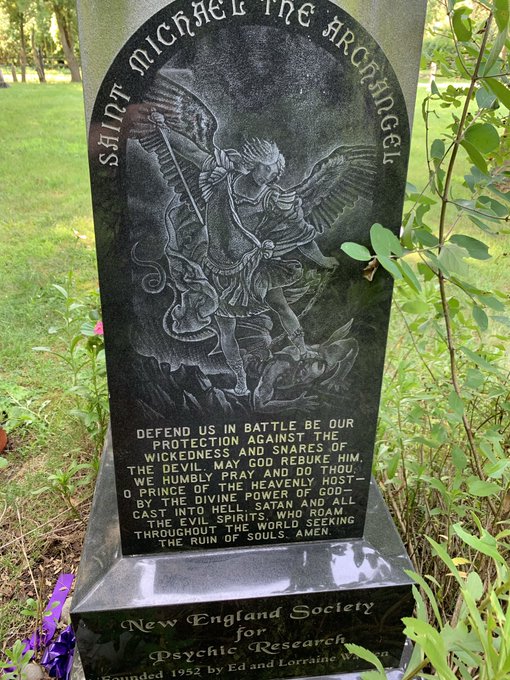 SAINT MICHAEL THE ARCHANGEL
DEFEND US IN BATTLE BE OUR
PROTECTION AGAINST THE
WICKEDNESS AND SNARES OF
THE DEVIL. MAY GOD REBUKE HIM,
WE HUMBLY PRAY AND DO THOU,
O PRINCE OF THE HEAVENLY HOST—
BY THE DIVINE POWER OF GOD—
CAST INTO HELL, SATAN AND ALL
THE EVIL SPIRITS, WHO ROAM
THROUGHOUT THE WORLD SEEKING
THE RUIN OF SOULS. AMEN.
New England Society
for
Psychic Research
Founded 1952 by Ed and Lorraine